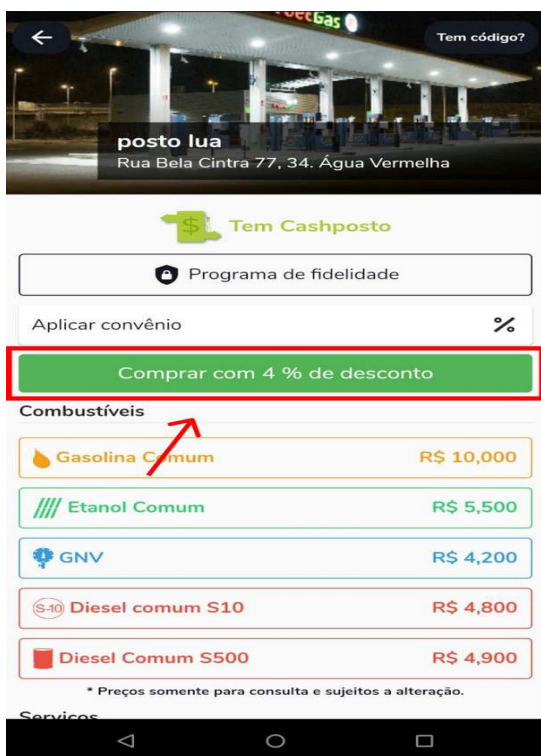 Tem código?
posto lua
Rua Bela Cintra 77, 34. Água Vermelha
Tem Cashposto
Programa de fidelidade
Aplicar convênio %
Comprar com 4 % de desconto
Combustíveis
Gasolina Comum R$ 10,000
Etanol Comum R$ 5,500
GNV R$ 4,200
S-10 Diesel comum S10 R$ 4,800
Diesel Comum S500 R$ 4,900
* Preços somente para consulta e sujeitos a alteração.
Serviços